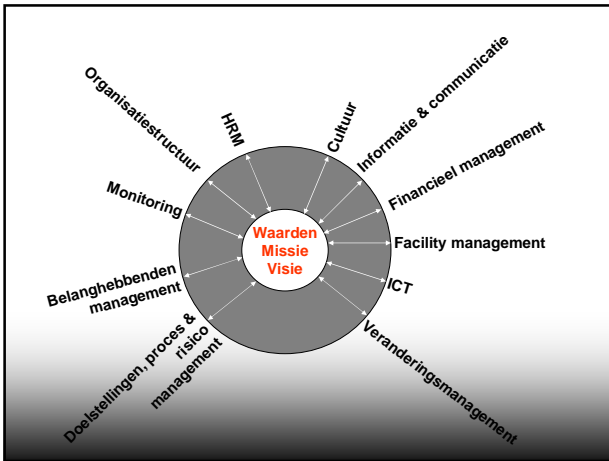 Organisatiestructuur
HRM
Cultuur
Informatie & communicatie
Financieel management
Facility management
ICT
Veranderingsmanagement
Doelstellingen, proces &
risico
management
Belanghebbenden
management
Monitoring
Waarden
Missie
Visie